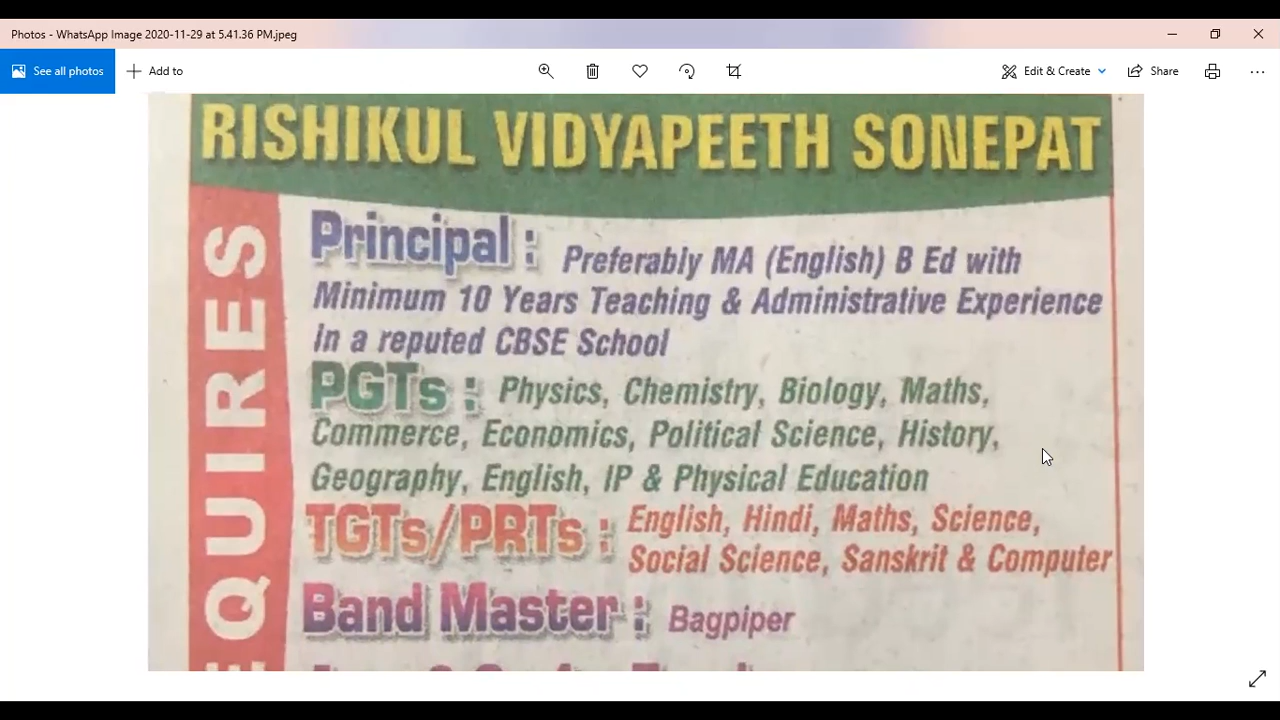 Photos - WhatsApp Image 2020-11-29 at 5.41.36 PM.jpeg
See all photos
Add to
Edit & Create
Share
RISHIKUL VIDYAPEETH SONEPAT
EQUIRES
Principal : Preferably MA (English) B Ed with
Minimum 10 Years Teaching & Administrative Experience
in a reputed CBSE School
PGTs : Physics, Chemistry, Biology, Maths,
Commerce, Economics, Political Science, History,
Geography, English, IP & Physical Education
TGTs/PRTs : English, Hindi, Maths, Science,
Social Science, Sanskrit & Computer
Band Master : Bagpiper